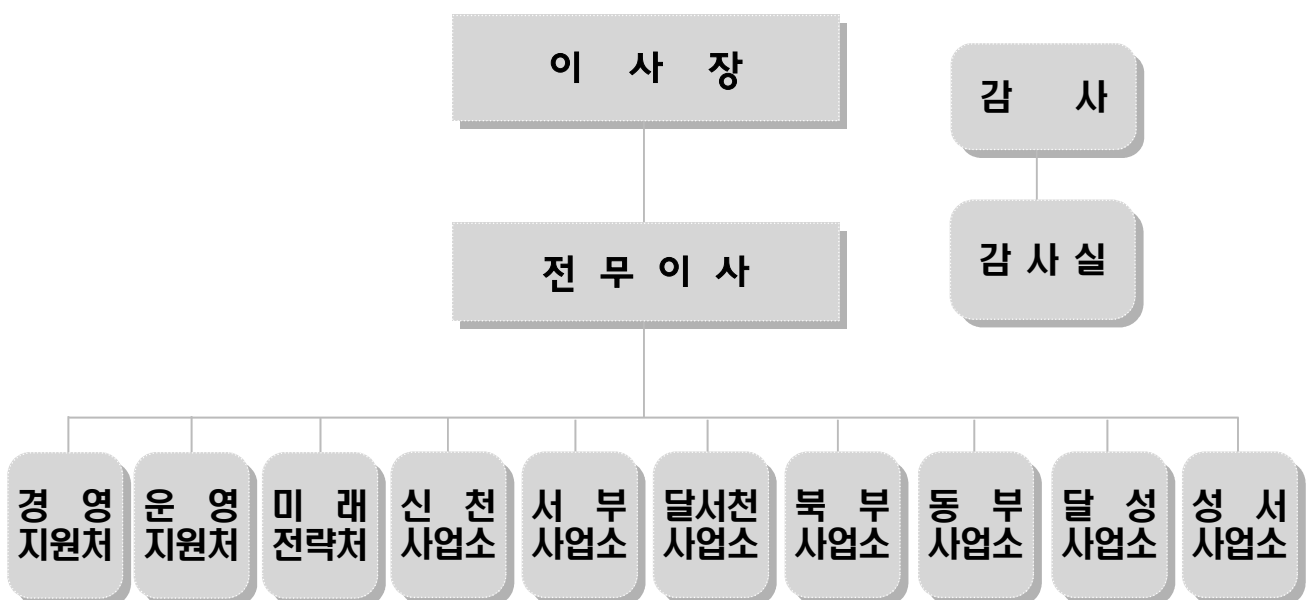 이 사 장
감 사
전 무 이 사
감 사 실
경 영
지원처
운 영
지원처
미 래
전략처
신 천
사업소
서 부
사업소
달서천
사업소
북 부
사업소
동 부
사업소
달 성
사업소
성 서
사업소